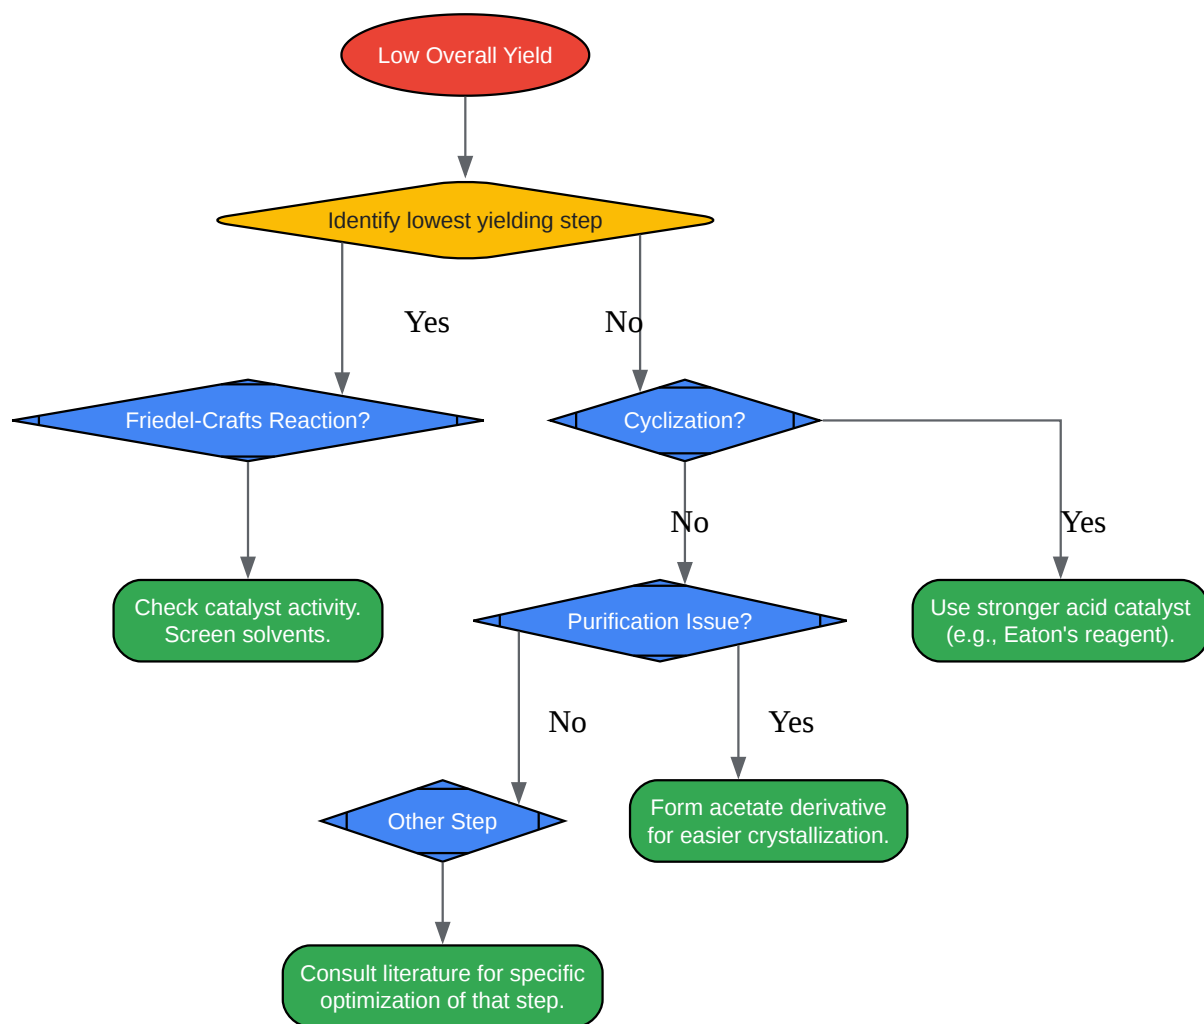 Low Overall Yield
Identify lowest yielding step
Yes
No
Friedel-Crafts Reaction?
Cyclization?
No
Yes
Check catalyst activity.
Screen solvents.
Purification Issue?
Use stronger acid catalyst
(e.g., Eaton's reagent).
No
Yes
Other Step
Form acetate derivative
for easier crystallization.
Consult literature for specific
optimization of that step.